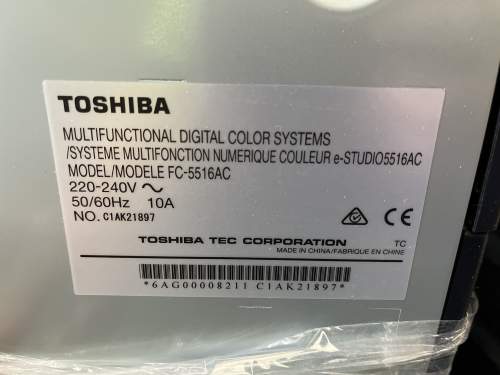 TOSHIBA
MULTIFUNCTIONAL DIGITAL COLOR SYSTEMS
/SYSTEME MULTIFONCTION NUMERIQUE COULEUR e-STUDIO5516AC
MODEL/MODELE FC-5516AC
220-240V ～
50/60Hz 10A
NO. C1AK21897
CE
TOSHIBA TEC CORPORATION TC
MADE IN CHINA/FABRIQUE EN CHINE
*6AG00008211 C1AK21897*